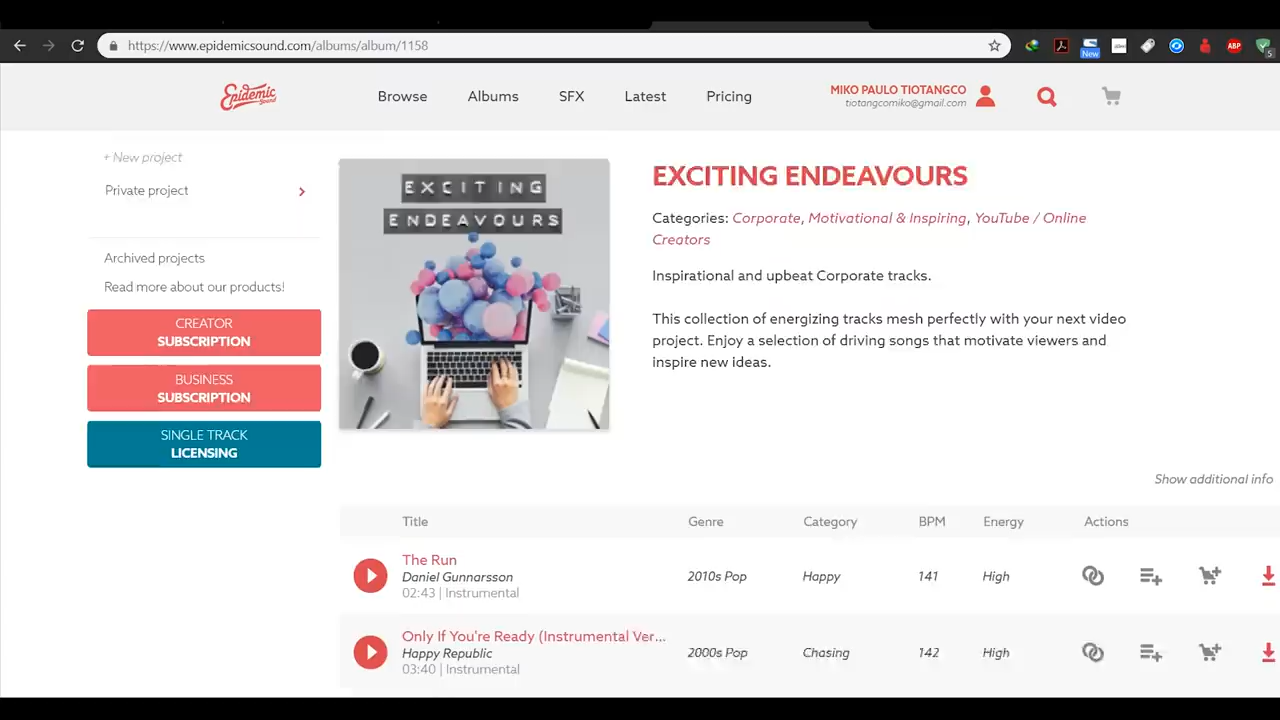 https://www.epidemicsound.com/albums/album/1158
New
ABP
5
Epidemic
Sound
Browse
Albums
SFX
Latest
Pricing
MIKO PAULO TIOTANGCO
tiotangcomiko@gmail.com
+ New project
Private project
Archived projects
Read more about our products!
CREATOR
SUBSCRIPTION
BUSINESS
SUBSCRIPTION
SINGLE TRACK
LICENSING
EXCITING
ENDEAVOURS
EXCITING ENDEAVOURS
Categories: Corporate, Motivational & Inspiring, YouTube / Online
Creators
Inspirational and upbeat Corporate tracks.
This collection of energizing tracks mesh perfectly with your next video
project. Enjoy a selection of driving songs that motivate viewers and
inspire new ideas.
Show additional info
Title Genre Category BPM Energy Actions
The Run
Daniel Gunnarsson 2010s Pop Happy 141 High
02:43 | Instrumental
Only If You're Ready (Instrumental Ver...
Happy Republic 2000s Pop Chasing 142 High
03:40 | Instrumental